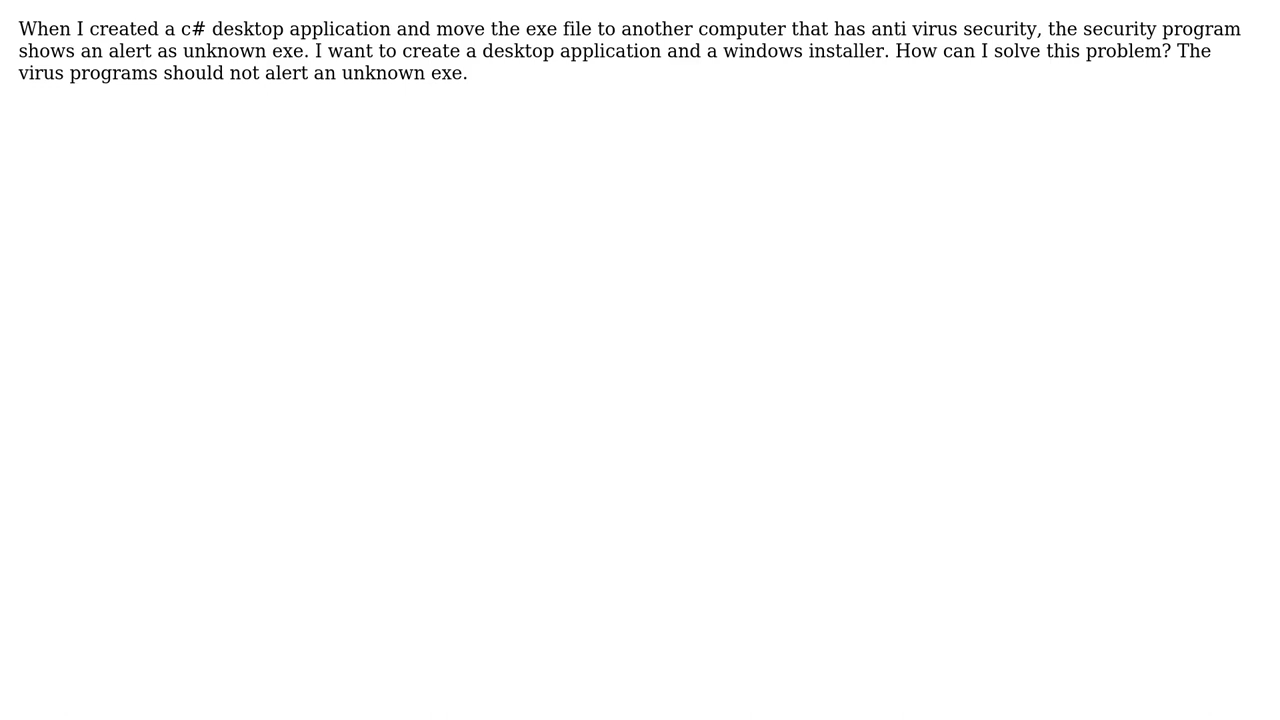 When I created a c# desktop application and move the exe file to another computer that has anti virus security, the security program
shows an alert as unknown exe. I want to create a desktop application and a windows installer. How can I solve this problem? The
virus programs should not alert an unknown exe.